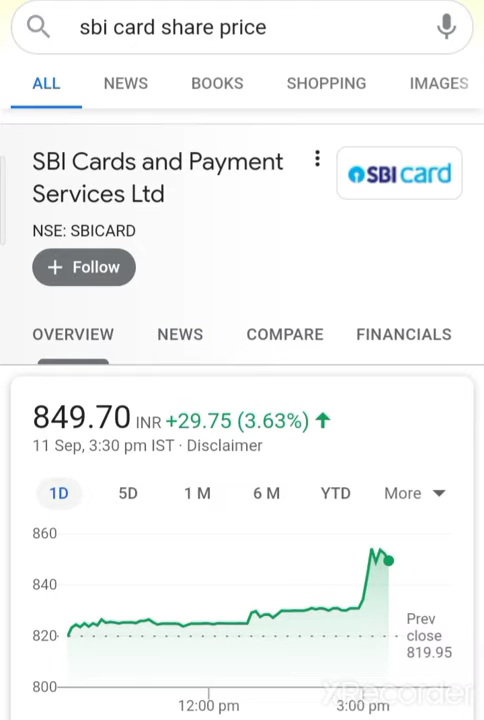 sbi card share price
ALL NEWS BOOKS SHOPPING IMAGES
SBI Cards and Payment
Services Ltd
SBI card
NSE: SBICARD
+ Follow
OVERVIEW NEWS COMPARE FINANCIALS
849.70 INR +29.75 (3.63%) ↑
11 Sep, 3:30 pm IST · Disclaimer
1D 5D 1 M 6 M YTD More
860
840
820
800
Prev
close
819.95
12:00 pm 3:00 pm
XRecorder